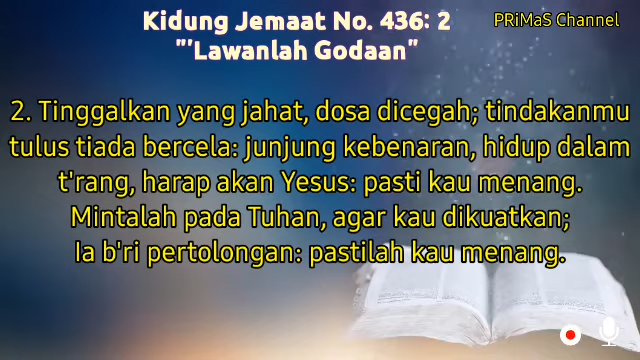 Kidung Jemaat No. 436: 2
PRiMaS Channel
"'Lawanlah Godaan"
2. Tinggalkan yang jahat, dosa dicegah; tindakanmu
tulus tiada bercela: junjung kebenaran, hidup dalam
t'rang, harap akan Yesus: pasti kau menang.
Mintalah pada Tuhan, agar kau dikuatkan;
Ia b'ri pertolongan: pastilah kau menang.